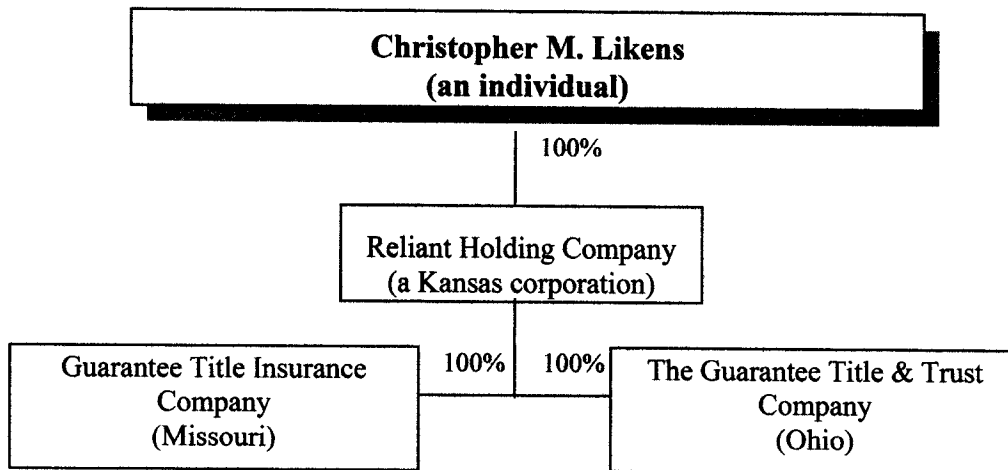 Christopher M. Likens
(an individual)
100%
Reliant Holding Company
(a Kansas corporation)
100%
100%
Guarantee Title Insurance
Company
(Missouri)
The Guarantee Title & Trust
Company
(Ohio)